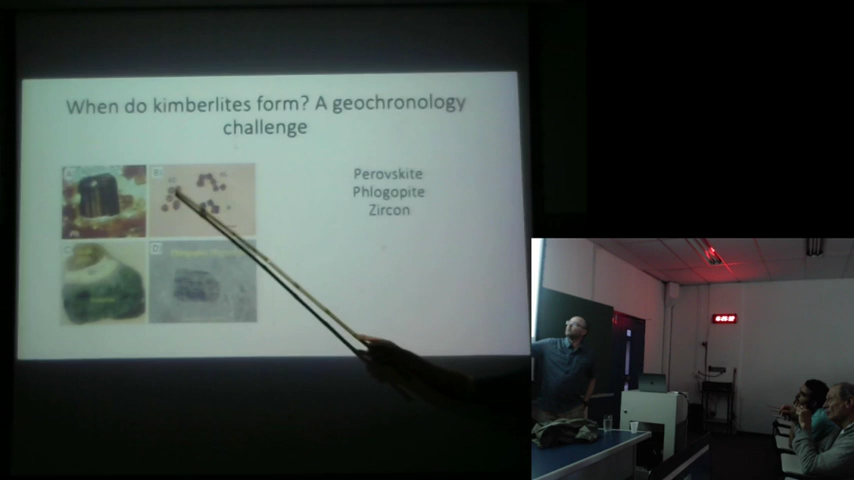 When do kimberlites form? A geochronology
challenge
Perovskite
Phlogopite
Zircon